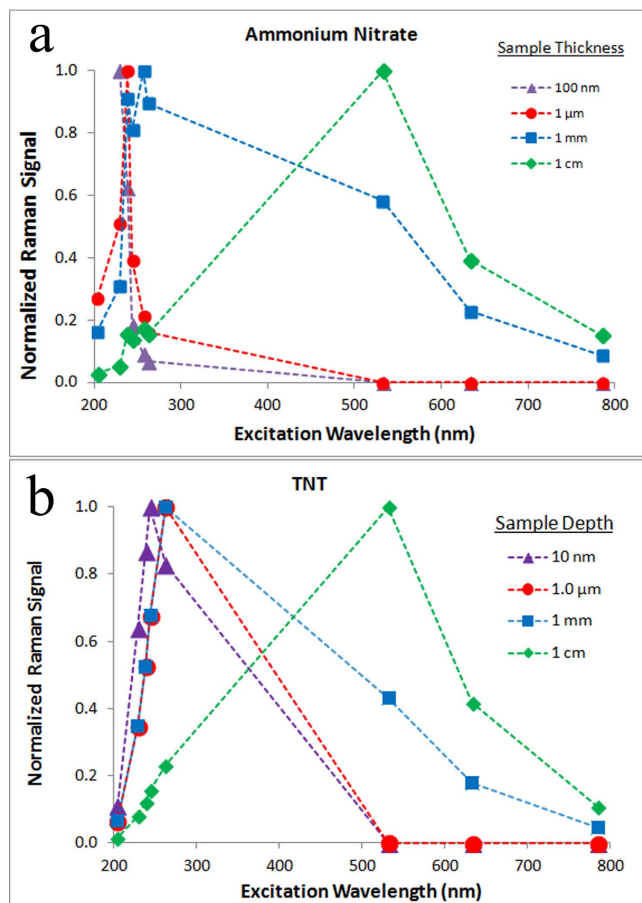 a
Ammonium Nitrate
Sample Thickness
100 nm
1 µm
1 mm
1 cm
Normalized Raman Signal
1.0
0.8
0.6
0.4
0.2
0.0
200 300 400 500 600 700 800
Excitation Wavelength (nm)
b
TNT
Sample Depth
10 nm
1.0 µm
1 mm
1 cm
Normalized Raman Signal
1.0
0.8
0.6
0.4
0.2
0.0
200 300 400 500 600 700 800
Excitation Wavelength (nm)